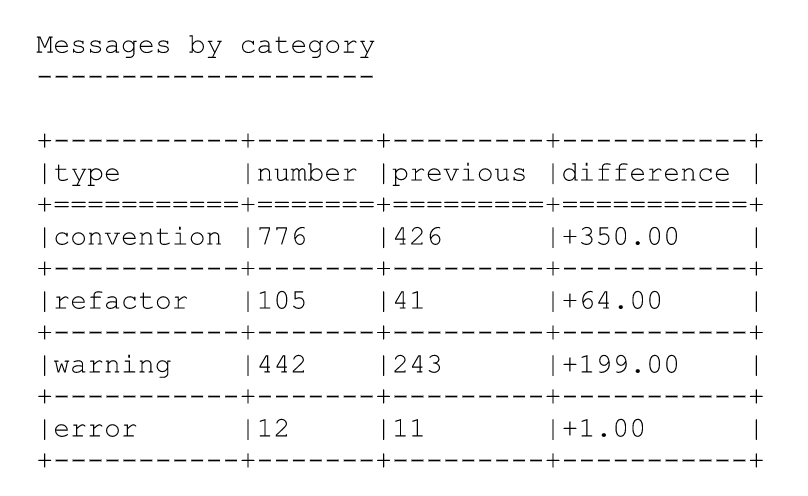 Messages by category
--------------------
+-----------+-------+---------+-----------+
|type       |number |previous |difference |
+===========+=======+=========+===========+
|convention |776    |426      |+350.00    |
+-----------+-------+---------+-----------+
|refactor   |105    |41       |+64.00     |
+-----------+-------+---------+-----------+
|warning    |442    |243      |+199.00    |
+-----------+-------+---------+-----------+
|error      |12     |11       |+1.00      |
+-----------+-------+---------+-----------+